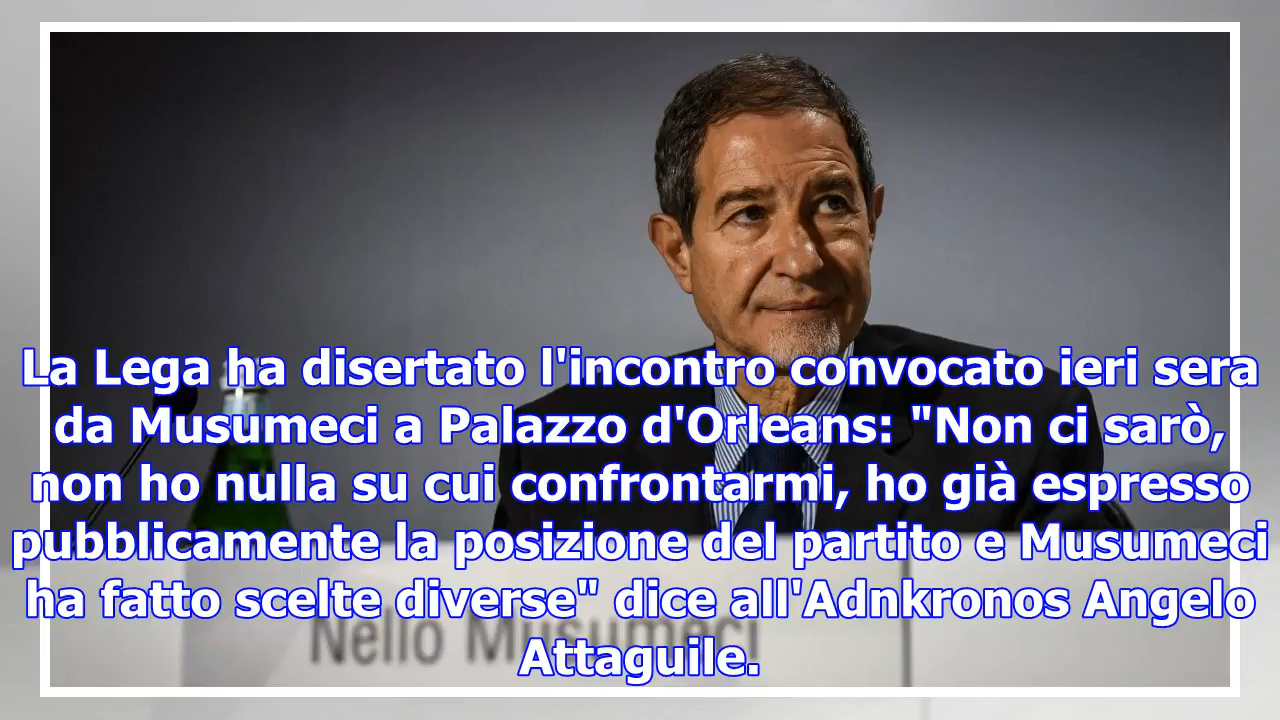 La Lega ha disertato l'incontro convocato ieri sera
da Musumeci a Palazzo d'Orleans: "Non ci sarò,
non ho nulla su cui confrontarmi, ho già espresso
pubblicamente la posizione del partito e Musumeci
ha fatto scelte diverse" dice all'Adnkronos Angelo
Nello Musumeci
Attaguile.